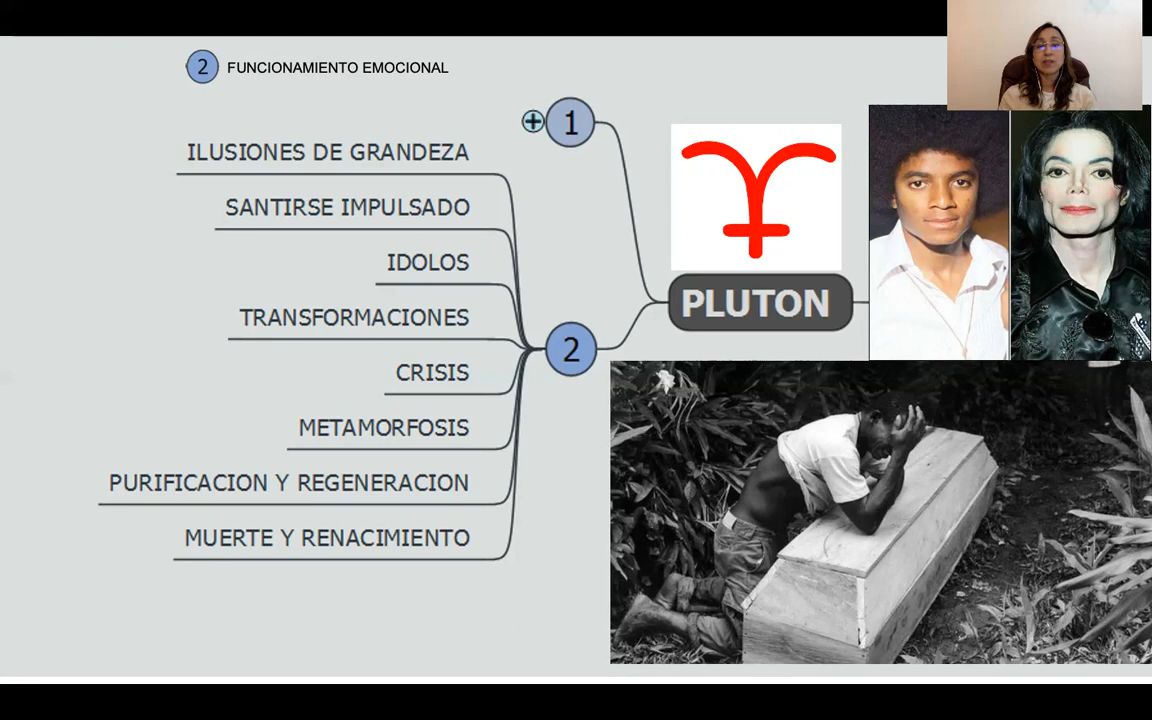 2 FUNCIONAMIENTO EMOCIONAL
1
ILUSIONES DE GRANDEZA
SANTIRSE IMPULSADO
IDOLOS
TRANSFORMACIONES
CRISIS
METAMORFOSIS
PURIFICACION Y REGENERACION
MUERTE Y RENACIMIENTO
2
PLUTON